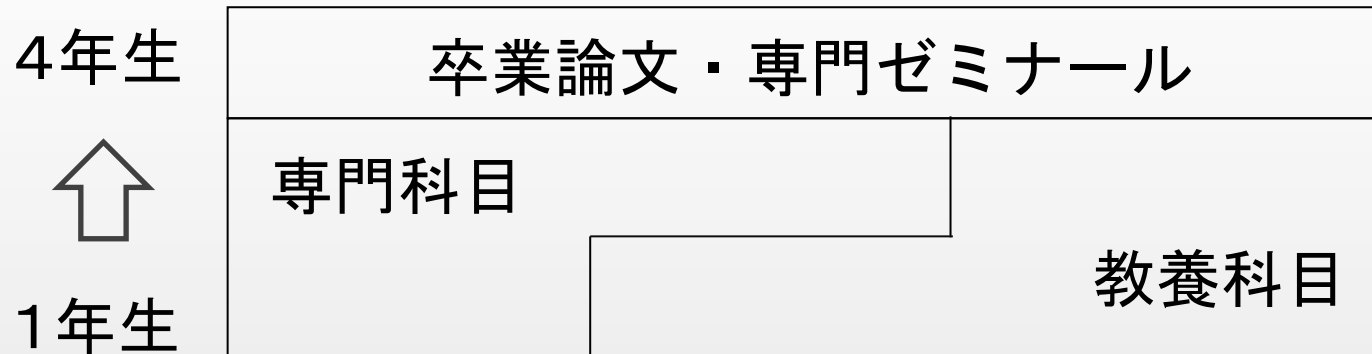 4年生
卒業論文・専門ゼミナール
専門科目
教養科目
1年生